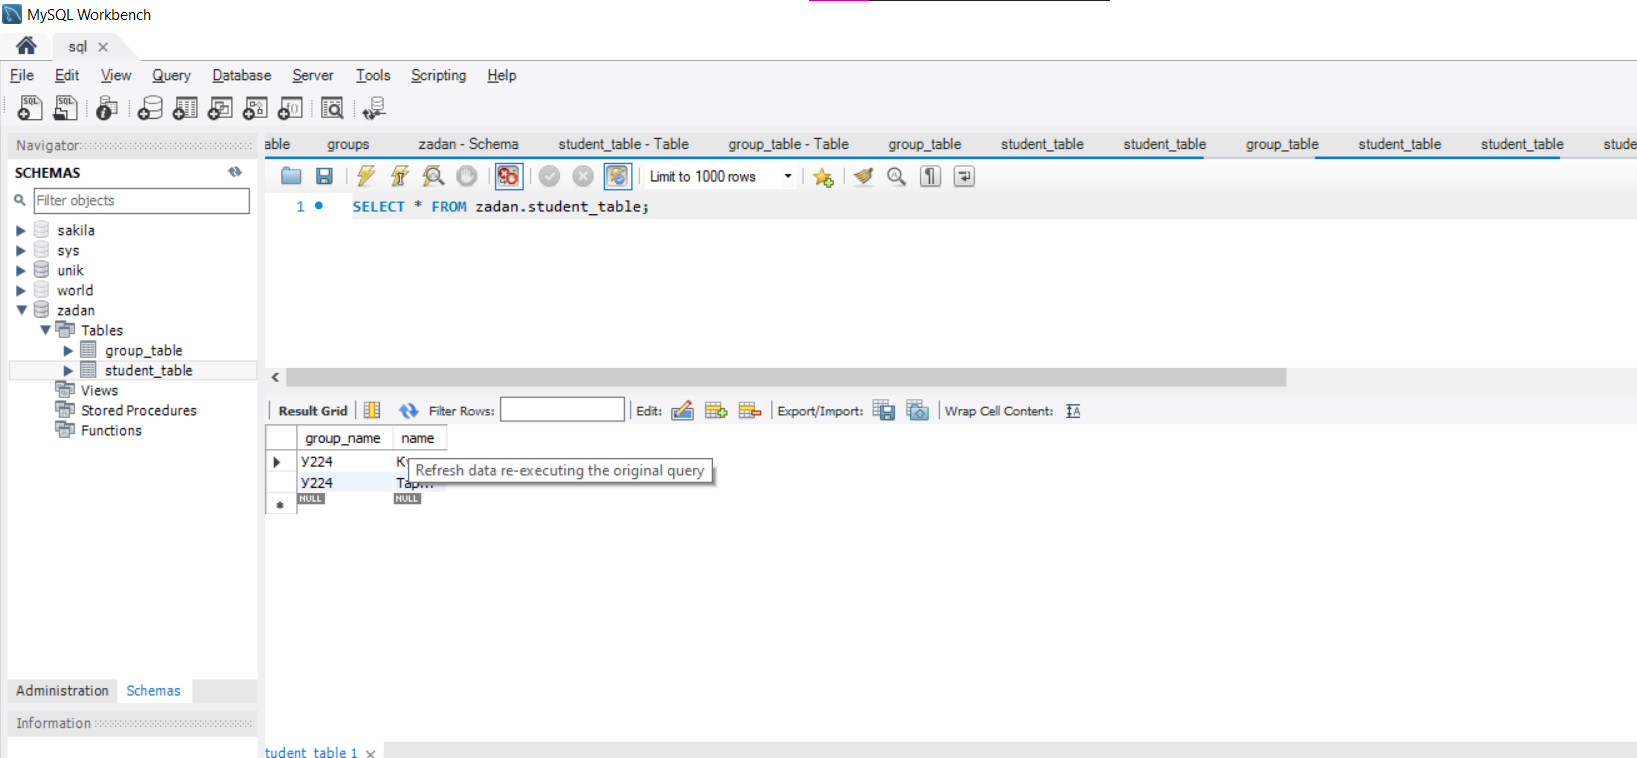 MySQL Workbench
sql
File Edit View Query Database Server Tools Scripting Help
Navigator
SCHEMAS
Filter objects
sakila
sys
unik
world
zadan
Tables
group_table
student_table
Views
Stored Procedures
Functions
Administration Schemas
Information
able groups zadan - Schema student_table - Table group_table - Table group_table student_table student_table group_table student_table student_table stude
Limit to 1000 rows
1 SELECT * FROM zadan.student_table;
Result Grid Filter Rows: Edit: Export/Import: Wrap Cell Content:
group_name name
У224
Refresh data re-executing the original query
У224 Тар...
NULL NULL
tudent_table 1